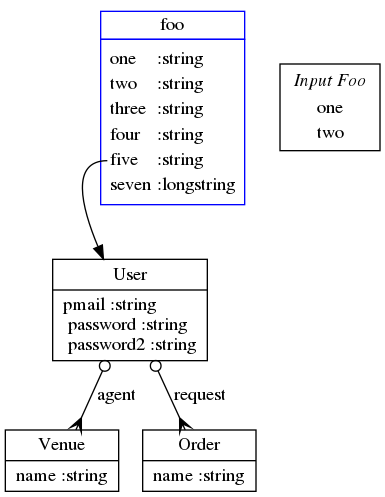 foo
one :string
two :string
three :string
four :string
five :string
seven :longstring
Input Foo
one
two
User
pmail :string
password :string
password2 :string
agent
request
Venue
name :string
Order
name :string